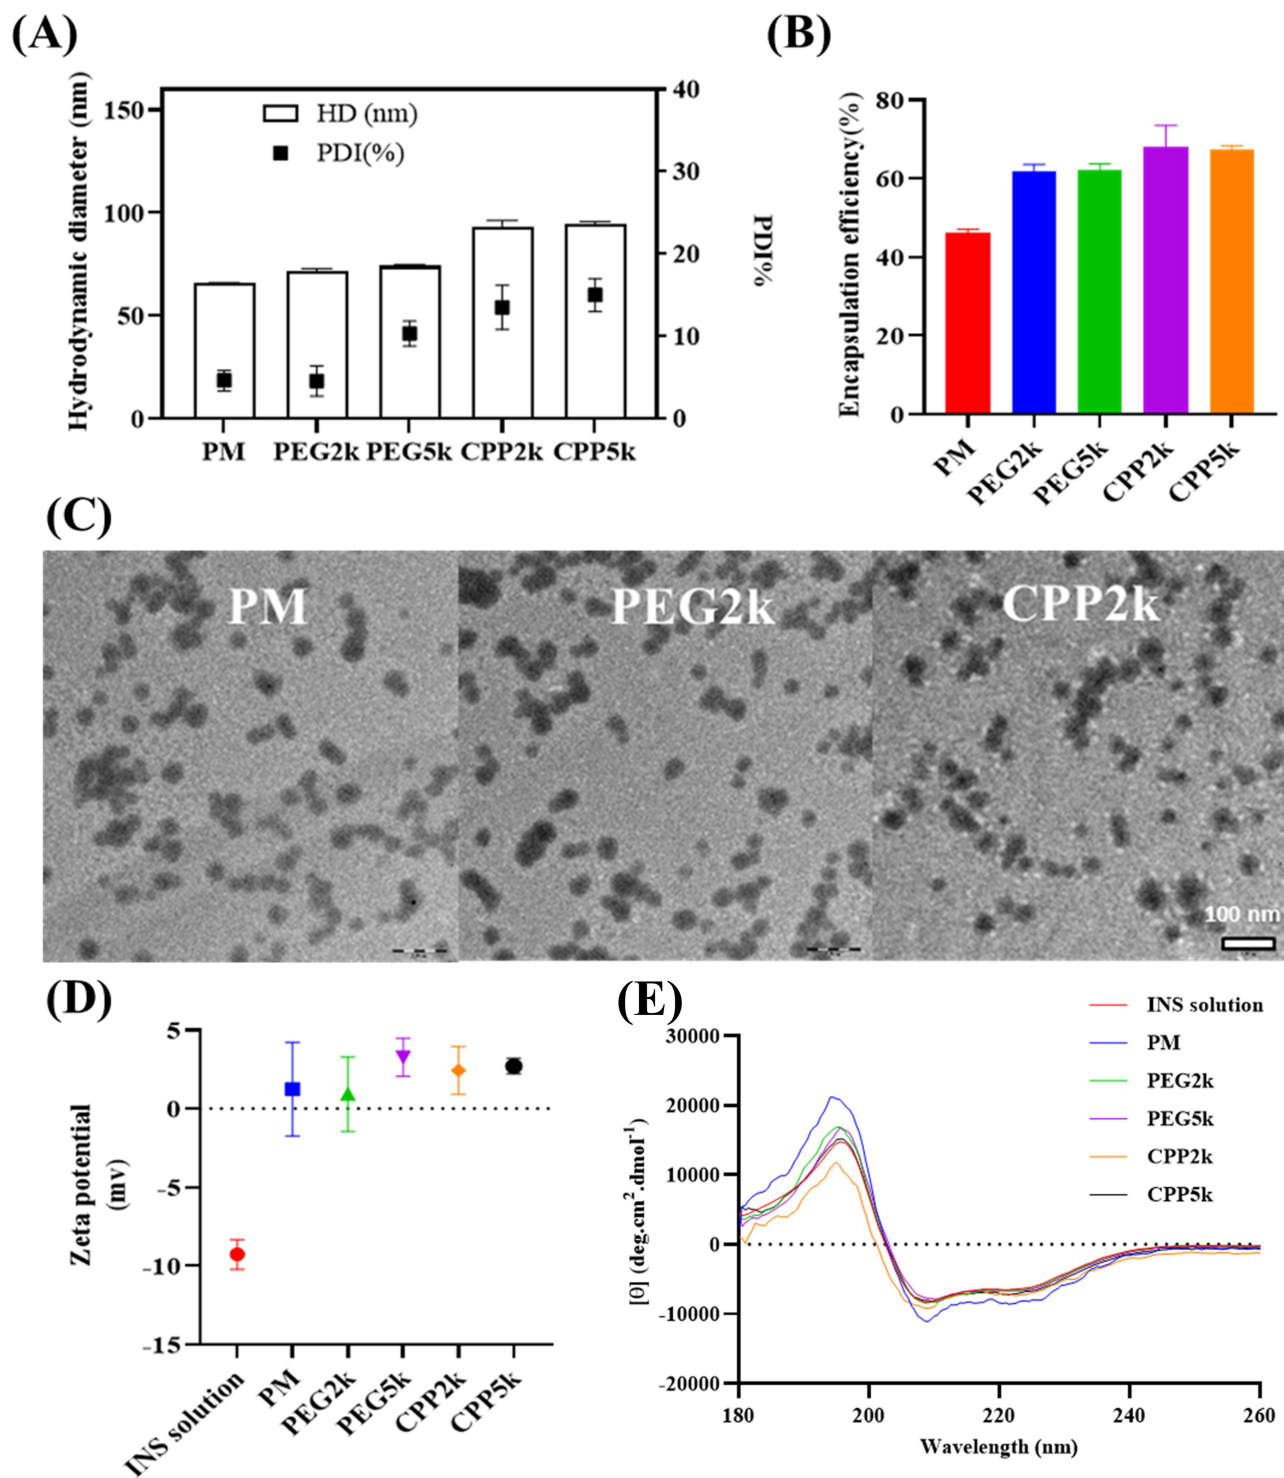 (A)
Hydrodynamic diameter (nm)
150
100
50
0
HD (nm)
PDI(%)
40
30
20
10
0
PDI%
PM PEG2k PEG5k CPP2k CPP5k
(B)
Encapsulation efficiency(%)
80
60
40
20
0
PM
PEG2k
PEG5k
CPP2k
CPP5k
(C)
PM
PEG2k
CPP2k
100 nm
(D)
Zeta potential
(mv)
5
0
-5
-10
-15
INS solution
PM
PEG2k
PEG5k
CPP2k
CPP5k
(E)
INS solution
PM
PEG2k
PEG5k
CPP2k
CPP5k
[θ] (deg.cm².dmol⁻¹)
30000
20000
10000
0
-10000
-20000
180 200 220 240 260
Wavelength (nm)